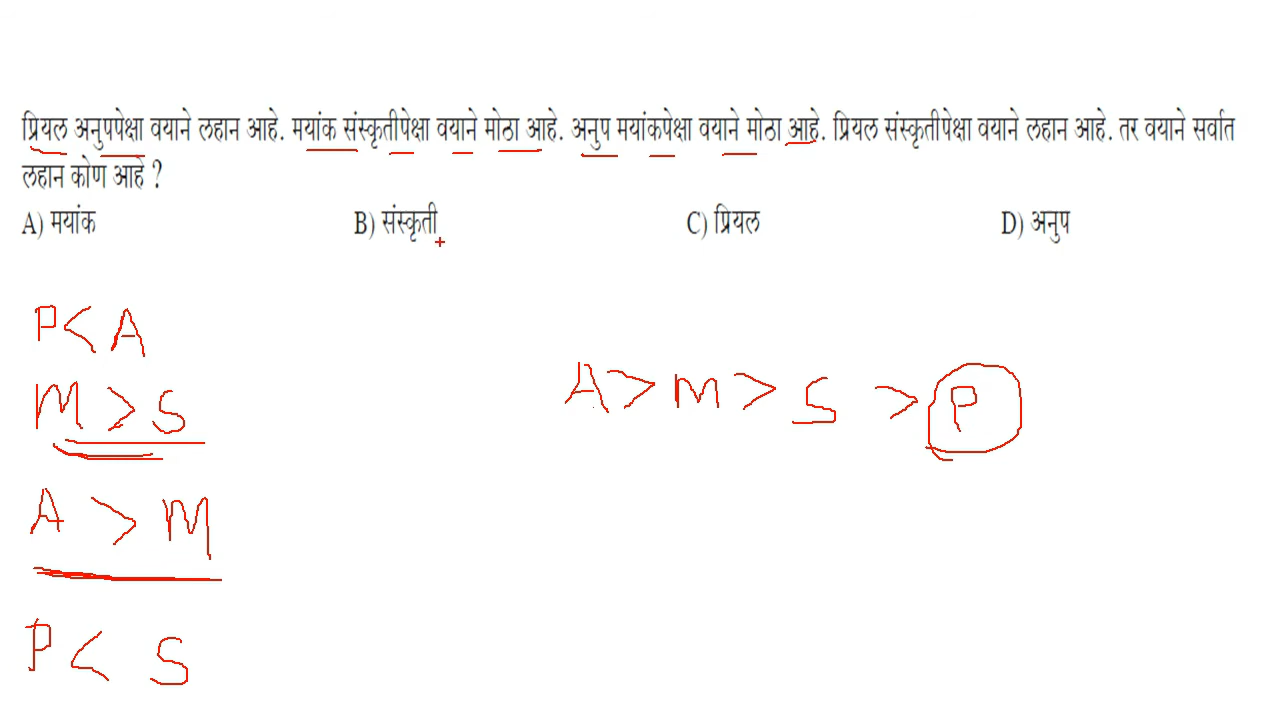 प्रियल अनुपपेक्षा वयाने लहान आहे. मयांक संस्कृतीपेक्षा वयाने मोठा आहे. अनुप मयांकपेक्षा वयाने मोठा आहे. प्रियल संस्कृतीपेक्षा वयाने लहान आहे. तर वयाने सर्वात
लहान कोण आहे ?
A) मयांक B) संस्कृती C) प्रियल D) अनुप
P < A
M > S
A > M > S > P
A > M
P < S